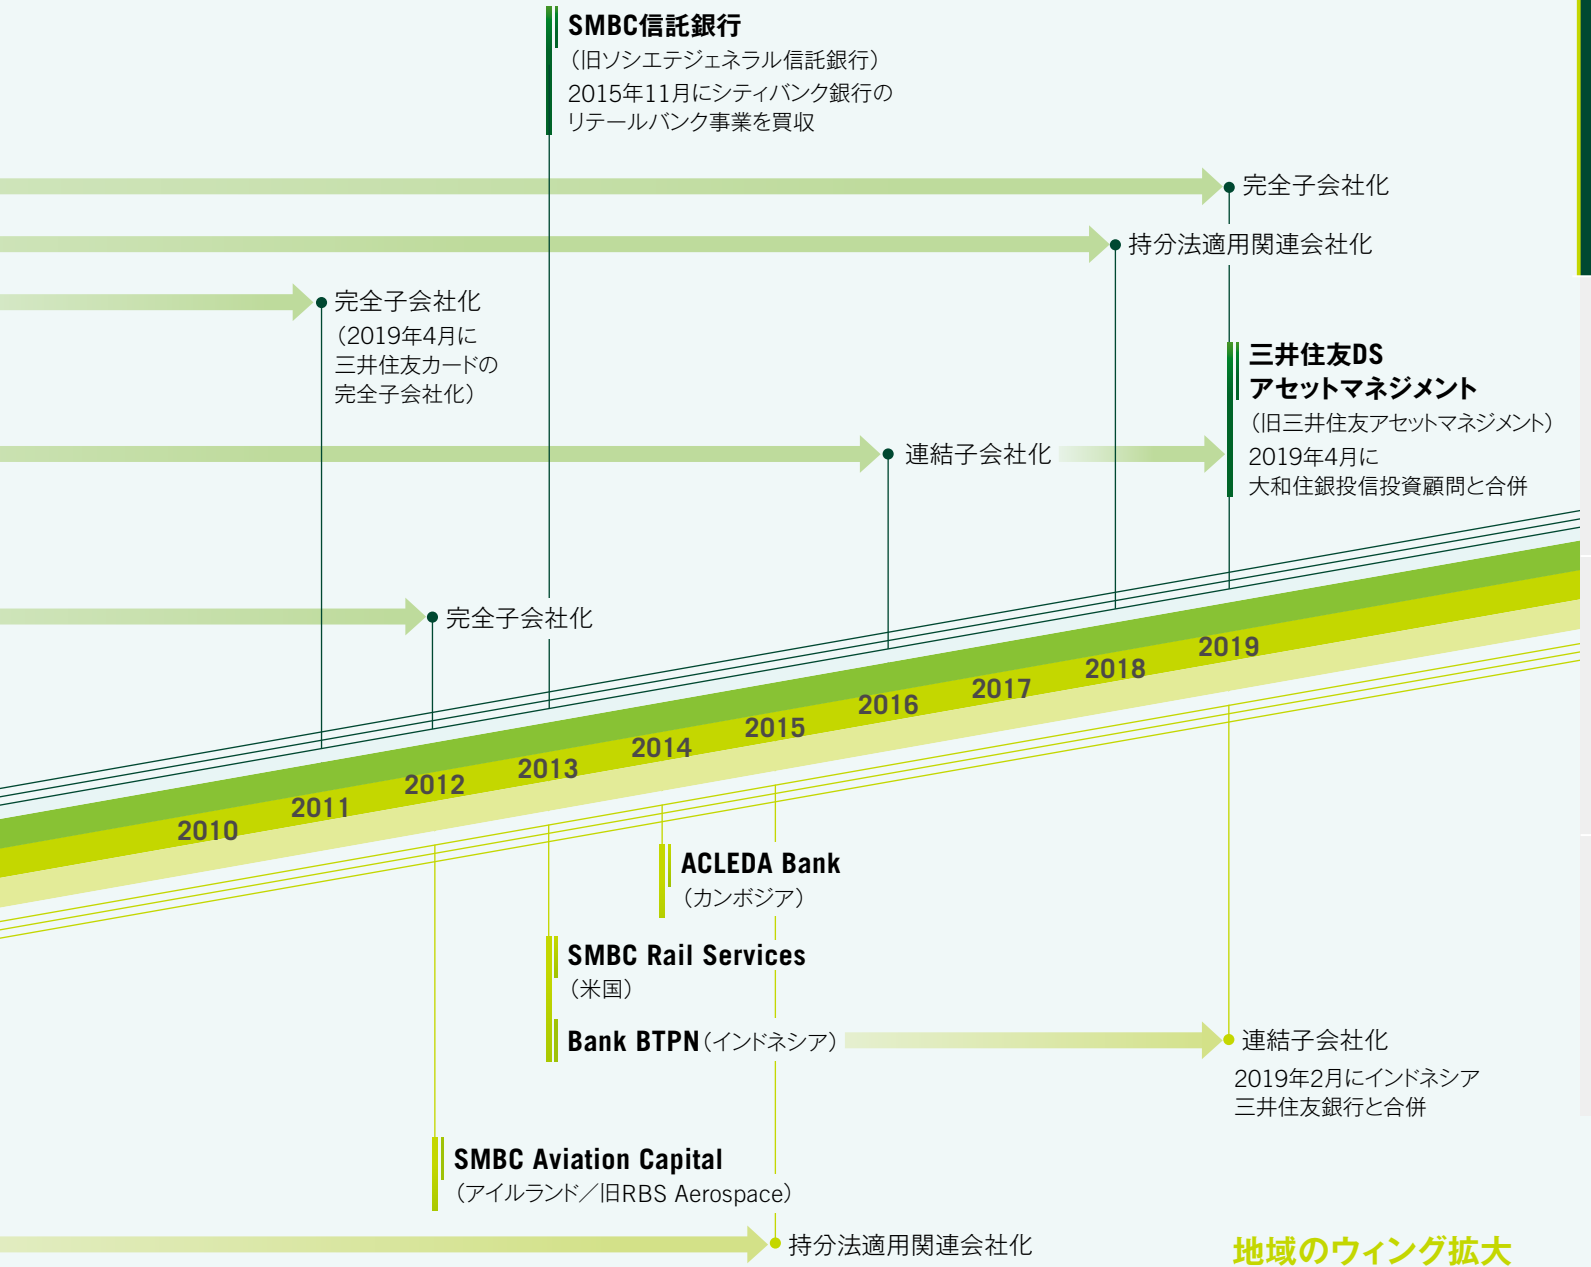 SMBC信託銀行
（旧ソシエテジェネラル信託銀行）
2015年11月にシティバンク銀行の
リテールバンク事業を買収
完全子会社化
持分法適用関連会社化
完全子会社化
（2019年4月に
三井住友カードの
完全子会社化）
三井住友DS
アセットマネジメント
（旧三井住友アセットマネジメント）
2019年4月に
大和住銀投信投資顧問と合併
連結子会社化
完全子会社化
2010
2011
2012
2013
2014
2015
2016
2017
2018
2019
ACLEDA Bank
（カンボジア）
SMBC Rail Services
（米国）
Bank BTPN（インドネシア）
連結子会社化
2019年2月にインドネシア
三井住友銀行と合併
SMBC Aviation Capital
（アイルランド／旧RBS Aerospace）
持分法適用関連会社化
地域のウィング拡大